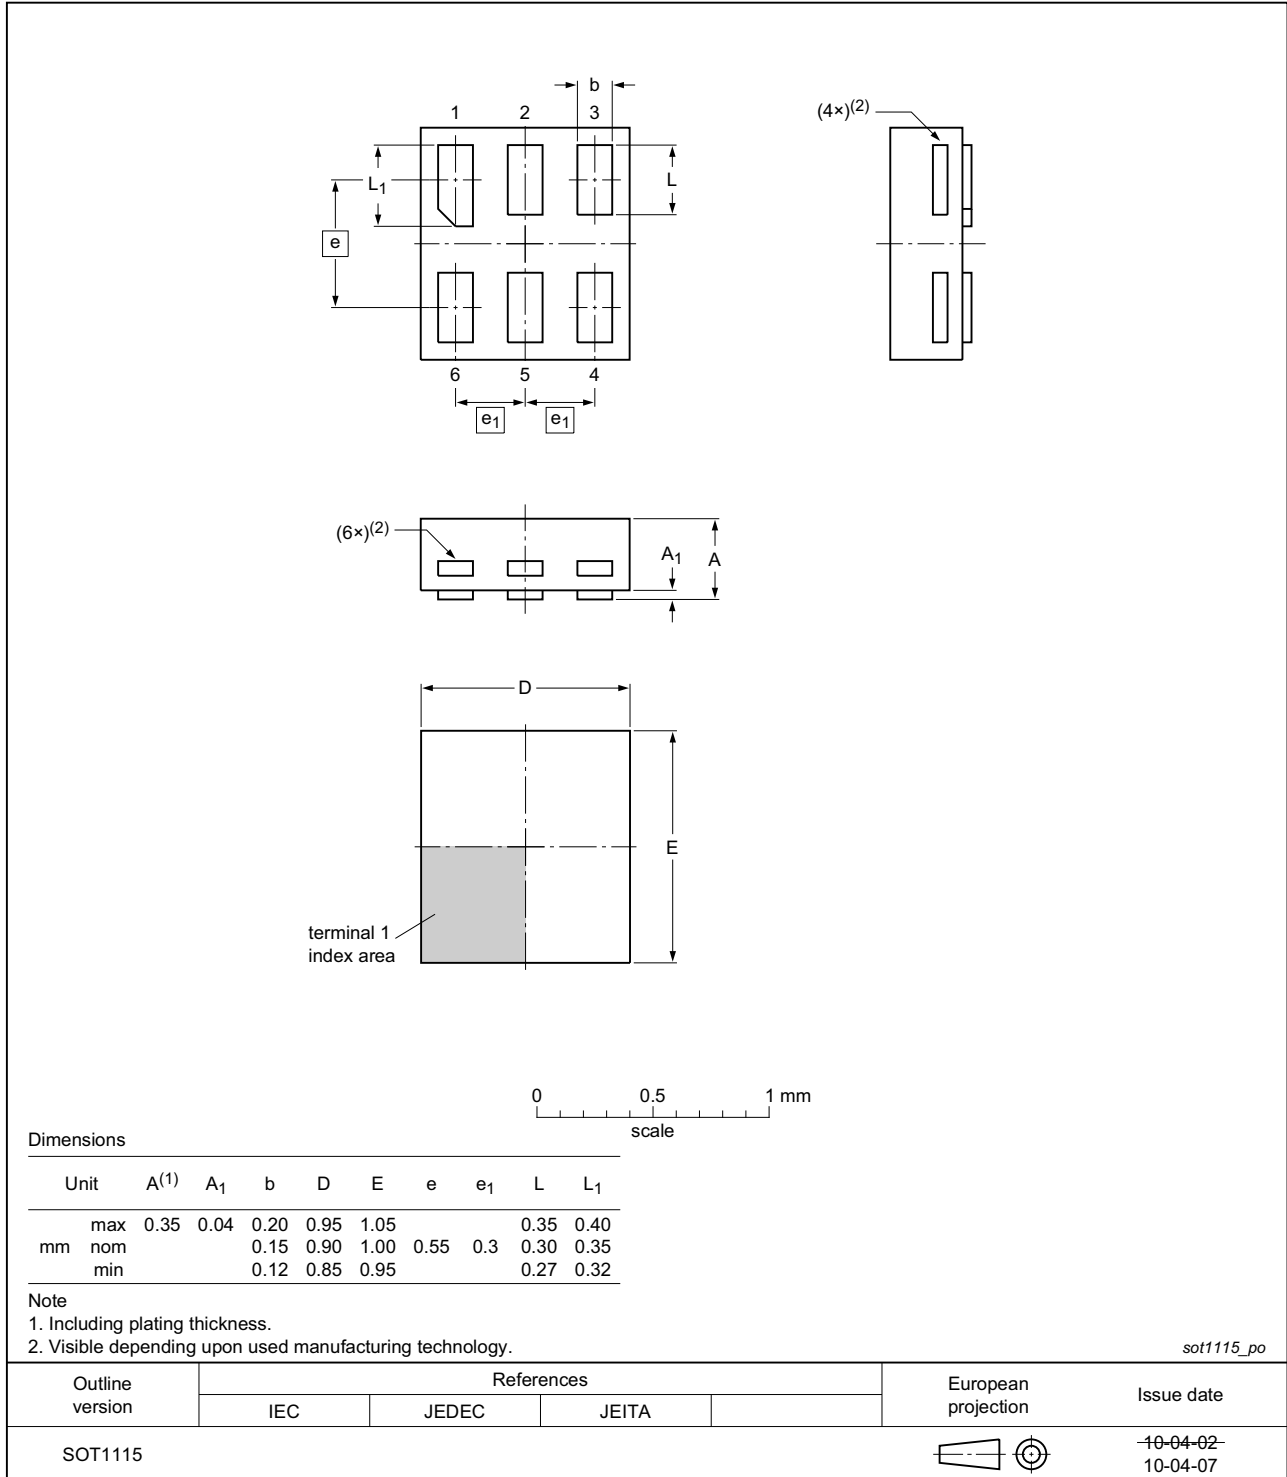 b
1 2 3
(4×)(2)
L1
L
e
6 5 4
e1 e1
(6×)(2)
A1 A
D
E
terminal 1
index area
0 0.5 1 mm
scale
Dimensions
Unit A(1) A1 b D E e e1 L L1
max 0.35 0.04 0.20 0.95 1.05 0.35 0.40
mm nom 0.15 0.90 1.00 0.55 0.3 0.30 0.35
min 0.12 0.85 0.95 0.27 0.32
Note
1. Including plating thickness.
2. Visible depending upon used manufacturing technology.
sot1115_po
Outline
version
References
IEC JEDEC JEITA
European
projection
Issue date
SOT1115
10-04-02
10-04-07